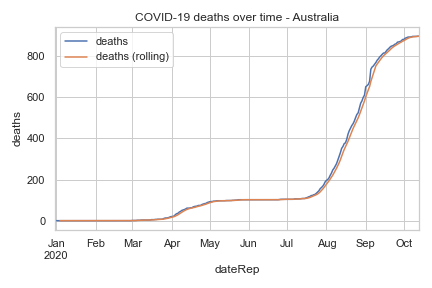 COVID-19 deaths over time - Australia
deaths
deaths (rolling)
800
600
400
200
0
deaths
Jan Feb Mar Apr May Jun Jul Aug Sep Oct
2020
dateRep